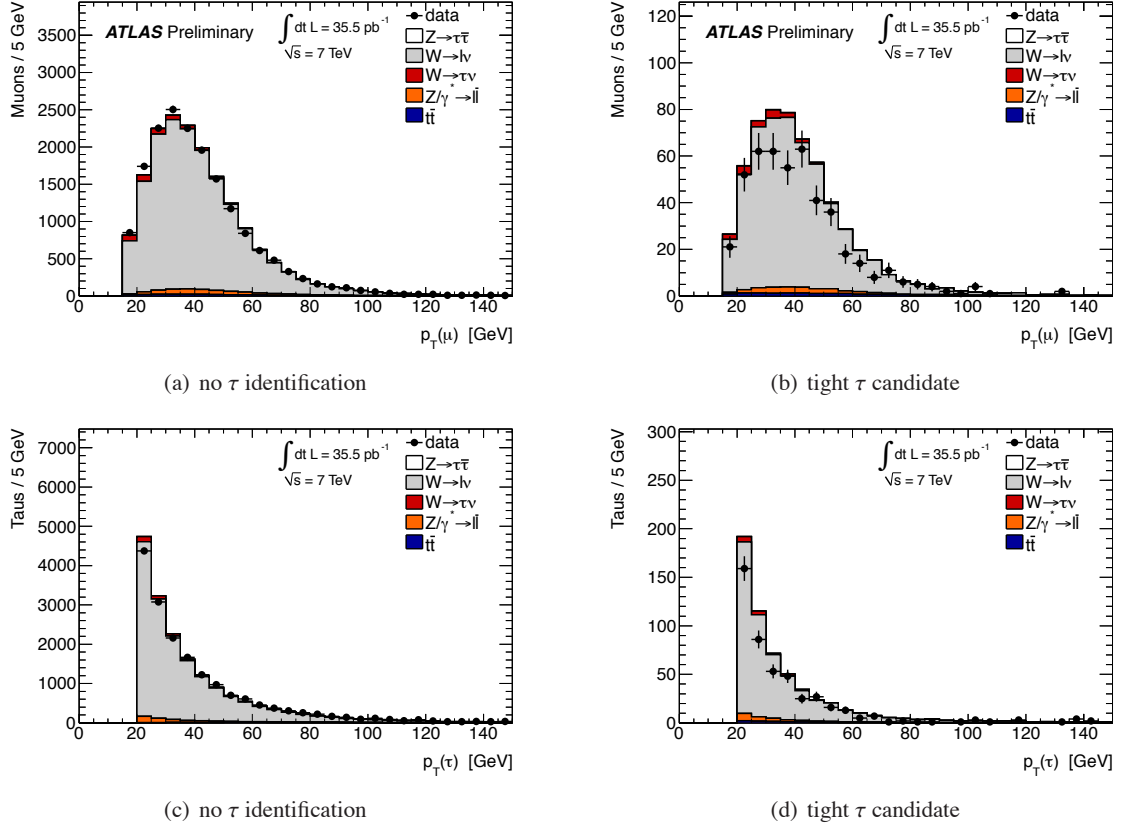 ATLAS Preliminary
∫ dt L = 35.5 pb⁻¹
√s = 7 TeV
data
Z→ττ̄
W→lν
W→τν
Z/γ*→ll̄
tt̄
Muons / 5 GeV
3500
3000
2500
2000
1500
1000
500
0
0 20 40 60 80 100 120 140
p_T(μ) [GeV]
(a) no τ identification
ATLAS Preliminary
∫ dt L = 35.5 pb⁻¹
√s = 7 TeV
data
Z→ττ̄
W→lν
W→τν
Z/γ*→ll̄
tt̄
Muons / 5 GeV
120
100
80
60
40
20
0
0 20 40 60 80 100 120 140
p_T(μ) [GeV]
(b) tight τ candidate
∫ dt L = 35.5 pb⁻¹
√s = 7 TeV
data
Z→ττ̄
W→lν
W→τν
Z/γ*→ll̄
tt̄
Taus / 5 GeV
7000
6000
5000
4000
3000
2000
1000
0
0 20 40 60 80 100 120 140
p_T(τ) [GeV]
(c) no τ identification
∫ dt L = 35.5 pb⁻¹
√s = 7 TeV
data
Z→ττ̄
W→lν
W→τν
Z/γ*→ll̄
tt̄
Taus / 5 GeV
300
250
200
150
100
50
0
0 20 40 60 80 100 120 140
p_T(τ) [GeV]
(d) tight τ candidate